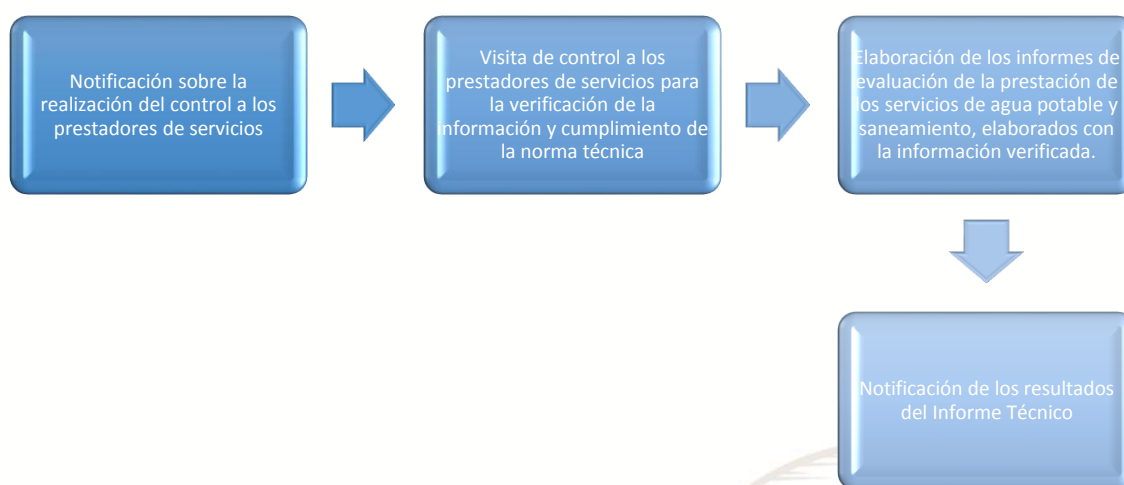 Notificación sobre la
realización del control a los
prestadores de servicios
Visita de control a los
prestadores de servicios para
la verificación de la
información y cumplimiento de
la norma técnica
Elaboración de los informes de
evaluación de la prestación de
los servicios de agua potable y
saneamiento, elaborados con
la información verificada.
Notificación de los resultados
del Informe Técnico